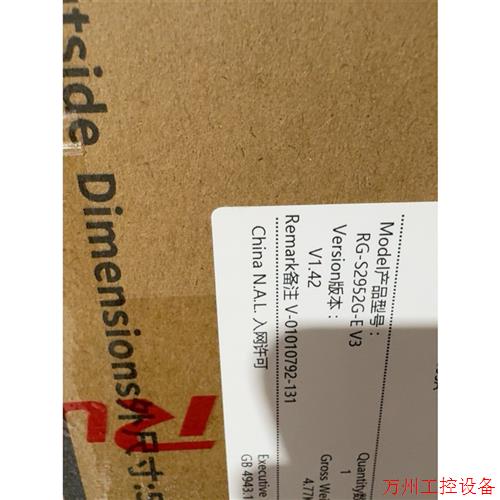 utside Dimensions外尺寸:
Model产品型号:
RG-S2952G-E V3
Version版本:
V1.42
Remark备注 V-01010792-131
China N.A.L. 入网许可
Quantity数
1
Gross Wei
4.77K
Executive
GB 4943.1
万州工控设备